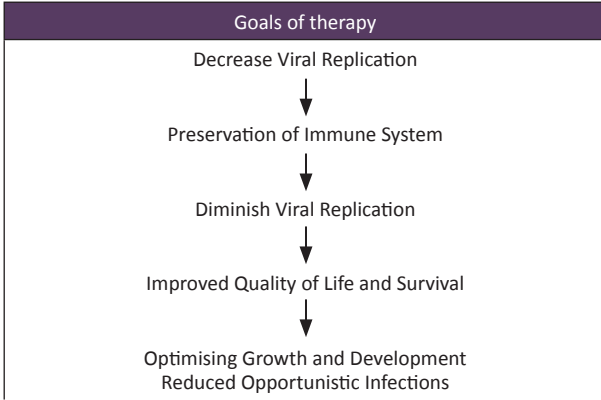 Goals of therapy
Decrease Viral Replication
Preservation of Immune System
Diminish Viral Replication
Improved Quality of Life and Survival
Optimising Growth and Development
Reduced Opportunistic Infections